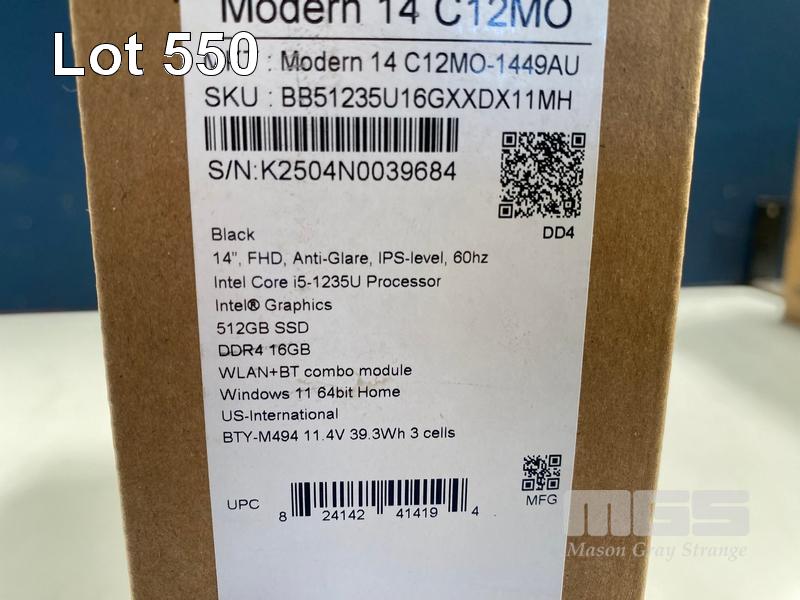 Modern 14 C12MO
Lot 550
: Modern 14 C12MO-1449AU
SKU : BB51235U16GXXDX11MH
S/N:K2504N0039684
DD4
Black
14", FHD, Anti-Glare, IPS-level, 60hz
Intel Core i5-1235U Processor
Intel® Graphics
512GB SSD
DDR4 16GB
WLAN+BT combo module
Windows 11 64bit Home
US-International
BTY-M494 11.4V 39.3Wh 3 cells
MFG
UPC 8 24142 41419 4
MGS
Mason Gray Strange